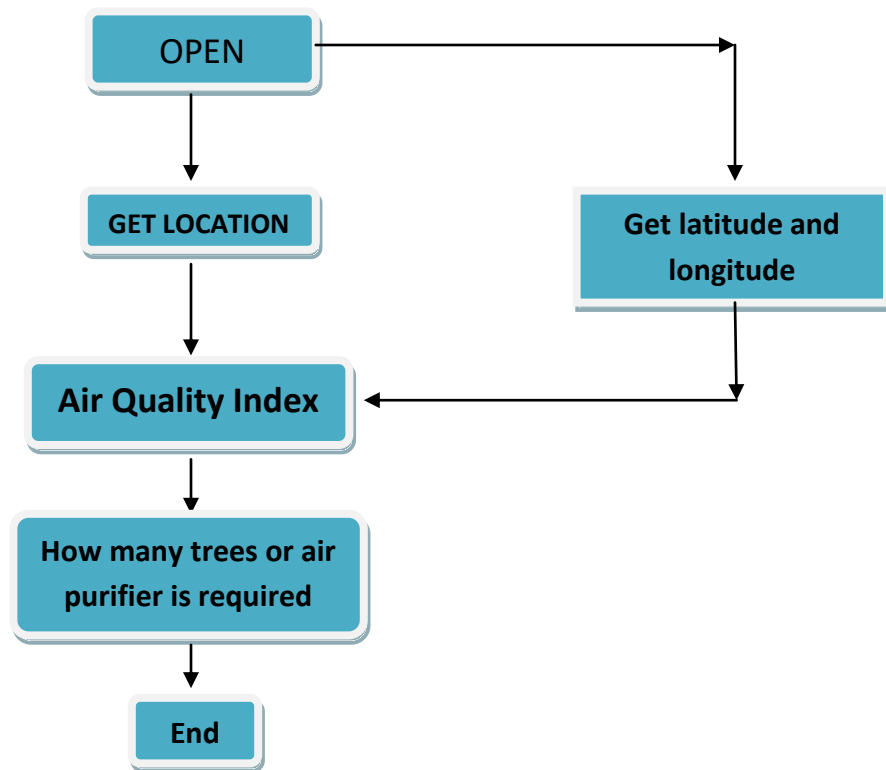 OPEN
GET LOCATION
Get latitude and
longitude
Air Quality Index
How many trees or air
purifier is required
End